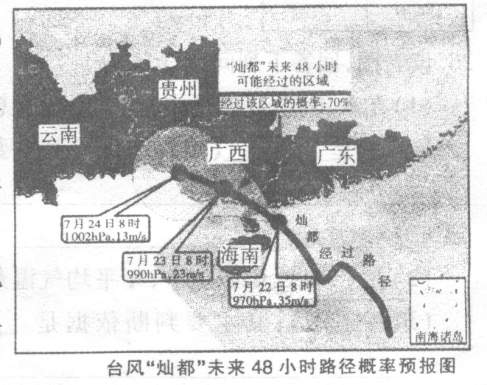 "灿都"未来 48 小时
可能经过的区域
经过该区域的概率:70%
贵州
云南
广西
广东
7月24日8时
1002hPa,13m/s
7月23日8时
990hPa,23m/s
海南
7月22日8时
970hPa,35m/s
灿都经过路径
南海诸岛
台风"灿都"未来 48 小时路径概率预报图